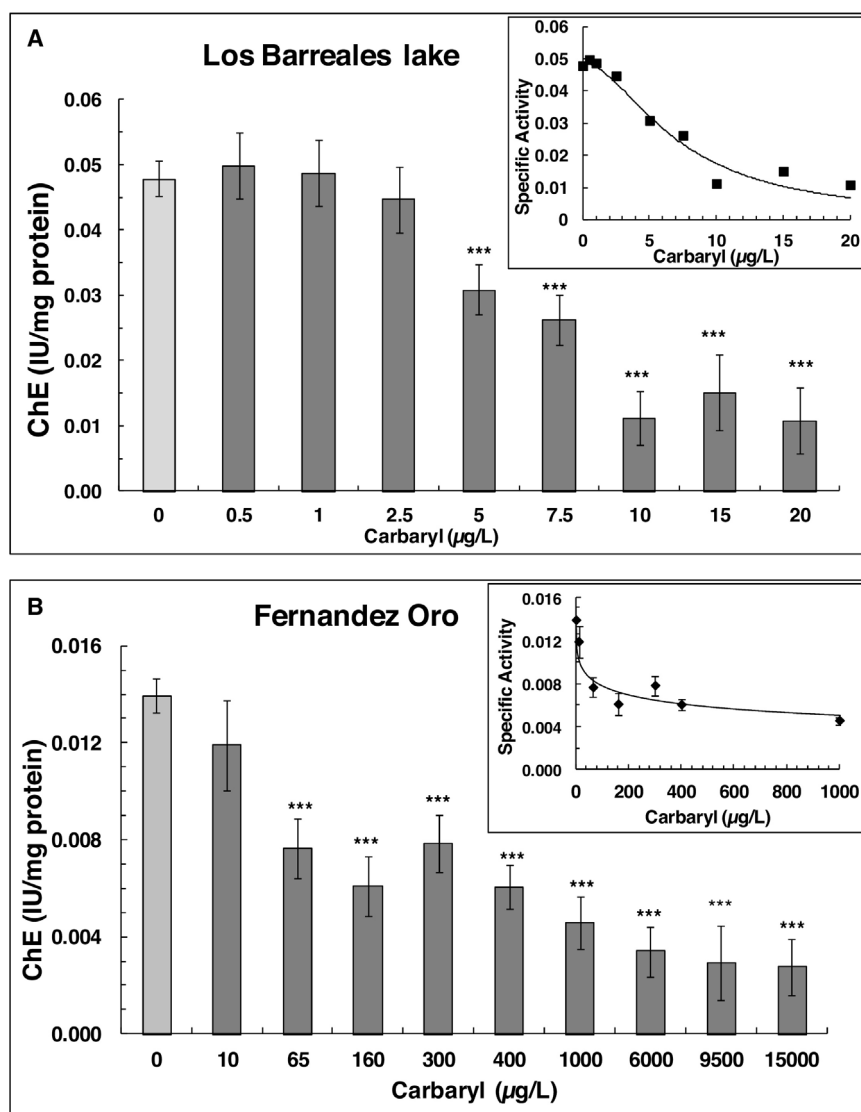 A
Los Barreales lake
ChE (IU/mg protein)
0.06
0.05
0.04
0.03
0.02
0.01
0.00
***
***
***
***
***
0 0.5 1 2.5 5 7.5 10 15 20
Carbaryl (µg/L)
Specific Activity
0.05
0.04
0.03
0.02
0.01
0
0 5 10 15 20
Carbaryl (µg/L)
B
Fernandez Oro
ChE (IU/mg protein)
0.016
0.012
0.008
0.004
0.000
***
***
***
***
***
***
***
***
0 10 65 160 300 400 1000 6000 9500 15000
Carbaryl (µg/L)
Specific Activity
0.016
0.012
0.008
0.004
0.000
0 200 400 600 800 1000
Carbaryl (µg/L)